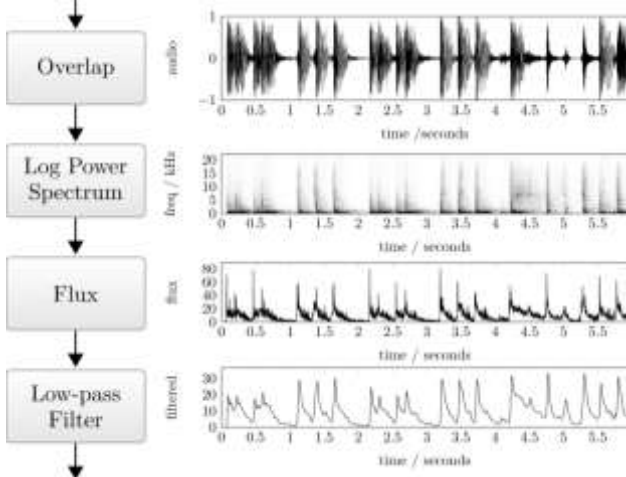 Overlap
audio
1
0
−1
0 0.5 1 1.5 2 2.5 3 3.5 4 4.5 5 5.5
time /seconds
Log Power
Spectrum
freq / kHz
20
15
10
5
0
0 0.5 1 1.5 2 2.5 3 3.5 4 4.5 5 5.5
time / seconds
Flux
flux
80
60
40
20
0
0 0.5 1 1.5 2 2.5 3 3.5 4 4.5 5 5.5
time / seconds
Low-pass
Filter
filtered
30
20
10
0
0 0.5 1 1.5 2 2.5 3 3.5 4 4.5 5 5.5
time / seconds